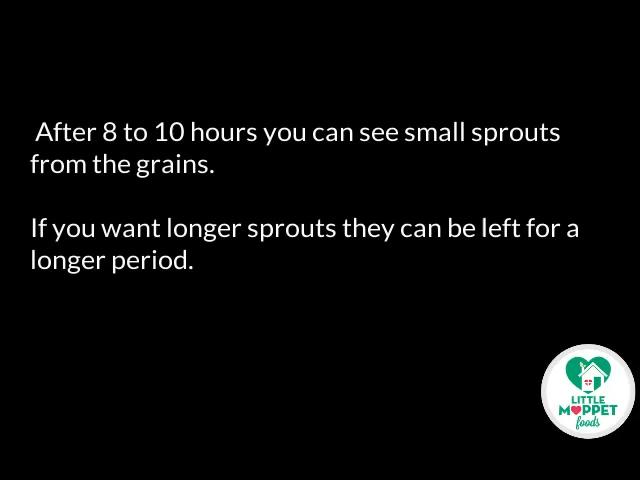 After 8 to 10 hours you can see small sprouts
from the grains.
If you want longer sprouts they can be left for a
longer period.
LITTLE
MOPPET
foods